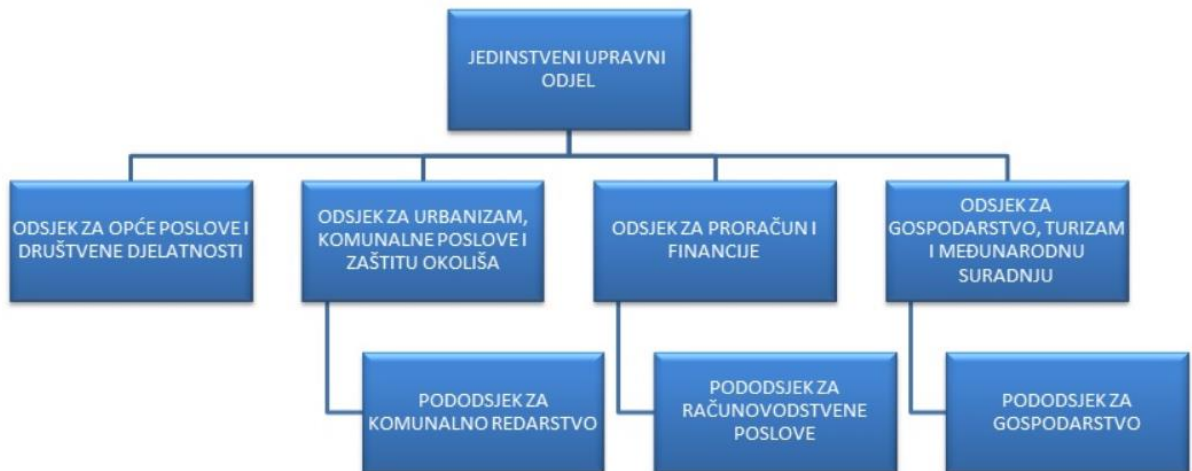 JEDINSTVENI UPRAVNI
ODJEL
ODSJEK ZA OPĆE POSLOVE I
DRUŠTVENE DJELATNOSTI
ODSJEK ZA URBANIZAM,
KOMUNALNE POSLOVE I
ZAŠTITU OKOLIŠA
ODSJEK ZA PRORAČUN I
FINANCIJE
ODSJEK ZA
GOSPODARSTVO, TURIZAM
I MEĐUNARODNU
SURADNJU
PODODSJEK ZA
KOMUNALNO REDARSTVO
PODODSJEK ZA
RAČUNOVODSTVENE
POSLOVE
PODODSJEK ZA
GOSPODARSTVO